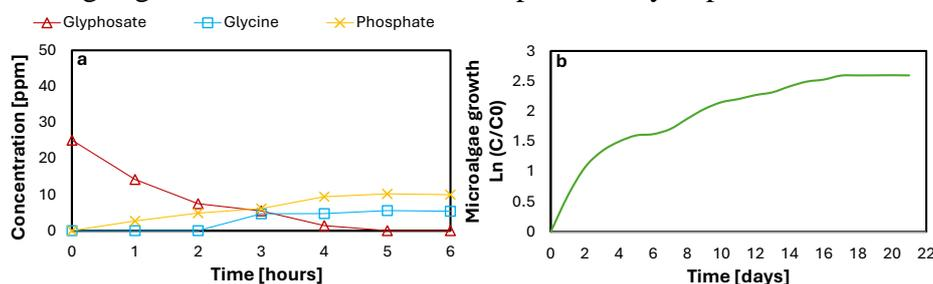 Glyphosate Glycine Phosphate
a
50
40
30
20
10
0
Concentration [ppm]
0 1 2 3 4 5 6
Time [hours]
b
3
2.5
2
1.5
1
0.5
0
Microalgae growth
Ln (C/C0)
0 2 4 6 8 10 12 14 16 18 20 22
Time [days]